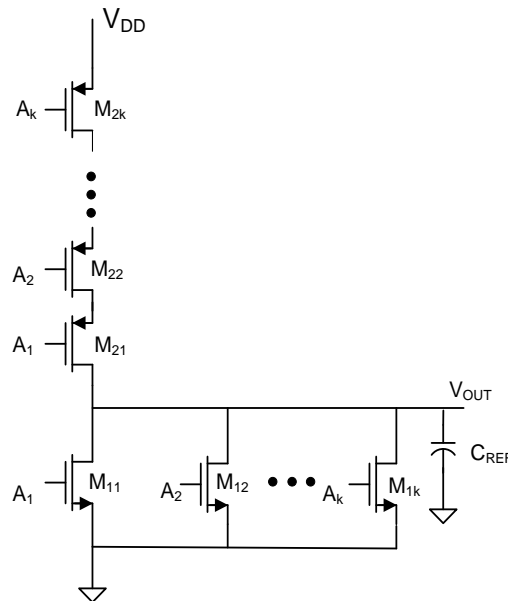 V_DD
A_k
M_2k
A_2
M_22
A_1
M_21
V_OUT
C_REF
A_1
M_11
A_2
M_12
A_k
M_1k